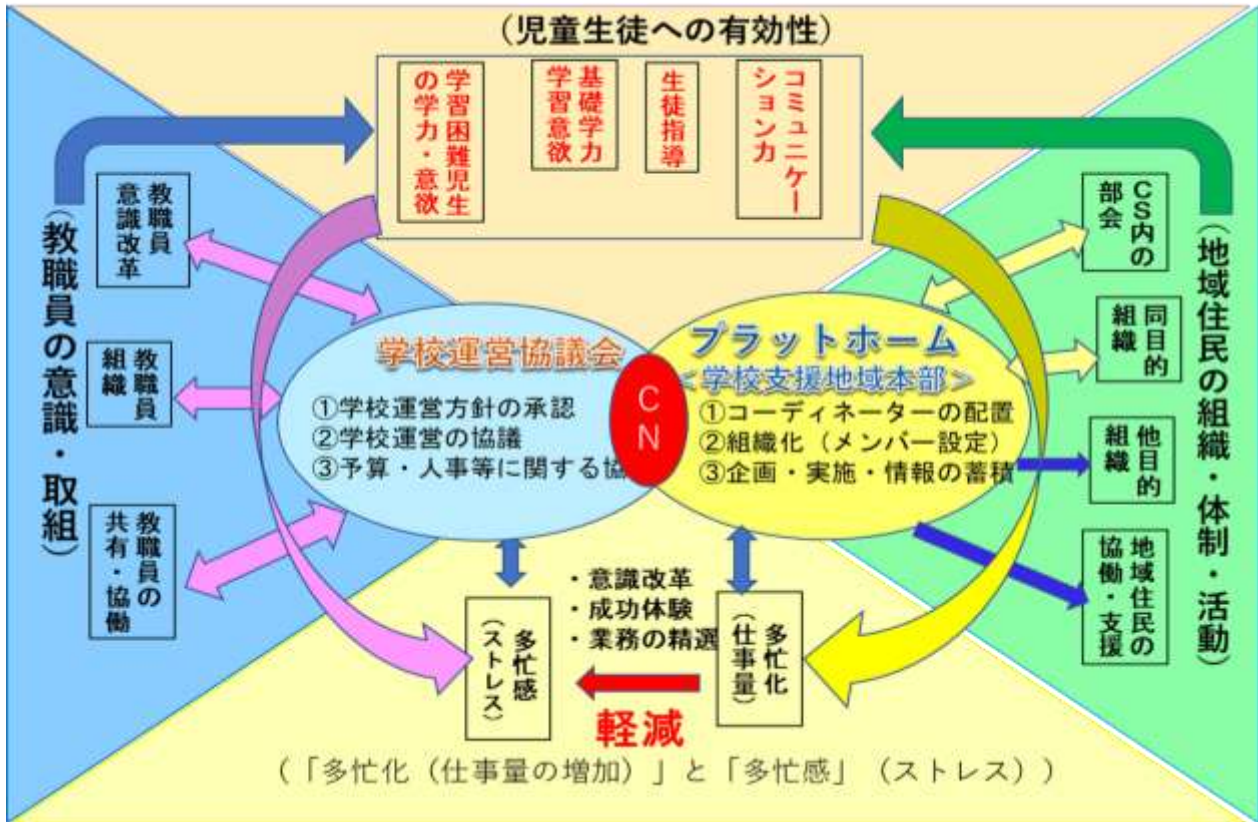 (児童生徒への有効性)
学習困難児生
の学力・意欲
基礎学力
学習意欲
生徒指導
コミュニケー
ション力
(教職員の意識・取組)
教職員
意識改革
教職員
組織
教職員の
共有・協働
学校運営協議会
①学校運営方針の承認
②学校運営の協議
③予算・人事等に関する協
CN
プラットホーム
<学校支援地域本部>
①コーディネーターの配置
②組織化(メンバー設定)
③企画・実施・情報の蓄積
(地域住民の組織・体制・活動)
CS内の
部会
同目的
組織
他目的
組織
地域住民の
協働・支援
多忙感
(ストレス)
・意識改革
・成功体験
・業務の精選
軽減
多忙化
(仕事量)
(「多忙化(仕事量の増加)」と「多忙感」(ストレス))